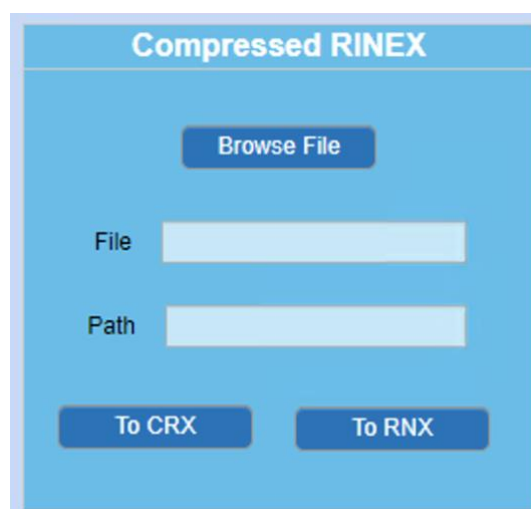 Compressed RINEX
Browse File
File
Path
To CRX To RNX